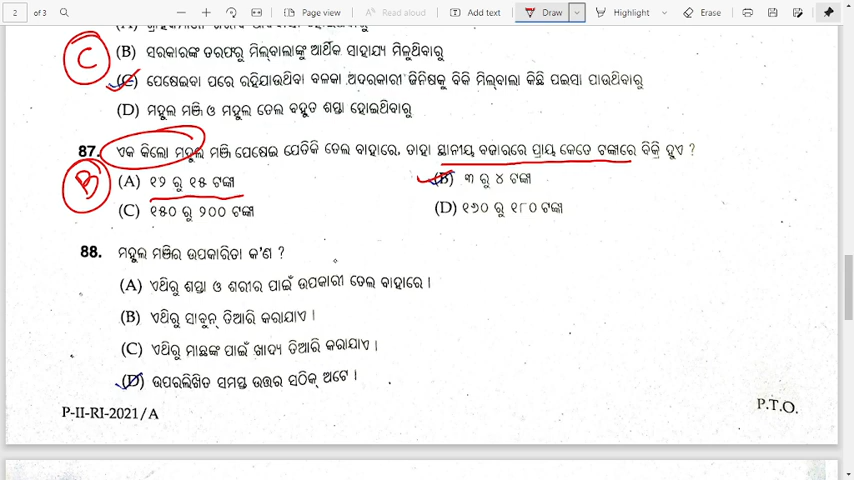 2 of 3
Page view
Read aloud
Add text
Draw
Highlight
Erase
(B) ସରକାରଙ୍କ ତରଫରୁ ମିଲ୍‌ବାଲାଙ୍କୁ ଆର୍ଥିକ ସାହାଯ୍ୟ ମିଳୁଥିବାରୁ
C
(C) ପେଷେଇବା ପରେ ରହିଯାଉଥିବା ବଳକା ଅଦରକାରୀ ଜିନିଷକୁ ବିକି ମିଲ୍‌ବାଲା କିଛି ପଇସା ପାଉଥିବାରୁ
(D) ମହୁଲ ମଞ୍ଜି ଓ ମହୁଲ ତେଲ ବହୁତ ଶସ୍ତା ହୋଇଥିବାରୁ
87. ଏକ କିଲୋ ମହୁଲ ମଞ୍ଜି ପେଷେଇ ଯେତିକି ତେଲ ବାହାରେ, ତାହା ସ୍ଥାନୀୟ ବଜାରରେ ପ୍ରାୟ କେତେ ଟଙ୍କାରେ ବିକ୍ରି ହୁଏ ?
B
(A) ୧୨ ରୁ ୧୫ ଟଙ୍କା (B) ୩ ରୁ ୪ ଟଙ୍କା
(C) ୧୫୦ ରୁ ୨୦୦ ଟଙ୍କା (D) ୧୬୦ ରୁ ୧୮୦ ଟଙ୍କା
88. ମହୁଲ ମଞ୍ଜିର ଉପକାରିତା କ'ଣ ?
(A) ଏଥିରୁ ଶସ୍ତା ଓ ଶରୀର ପାଇଁ ଉପକାରୀ ତେଲ ବାହାରେ।
(B) ଏଥିରୁ ସାବୁନ୍ ତିଆରି କରାଯାଏ।
(C) ଏଥିରୁ ମାଛଙ୍କ ପାଇଁ ଖାଦ୍ୟ ତିଆରି କରାଯାଏ।
(D) ଉପରଲିଖିତ ସମସ୍ତ ଉତ୍ତର ସଠିକ୍ ଅଟେ।
P-II-RI-2021/A
P.T.O.